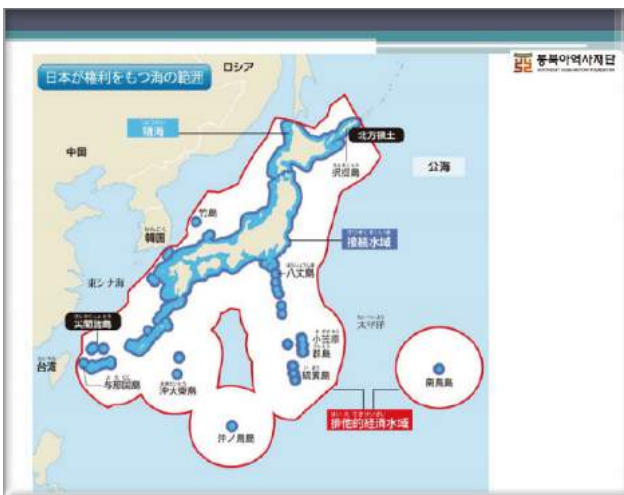 동북아역사재단
日本が権利をもつ海の範囲
ロシア
領海
北方領土
中国
択捉島
公海
竹島
韓国
接続水域
東シナ海
八丈島
尖閣諸島
太平洋
小笠原
群島
台湾
与那国島
沖大東島
硫黄島
南鳥島
排他的経済水域
沖ノ鳥島